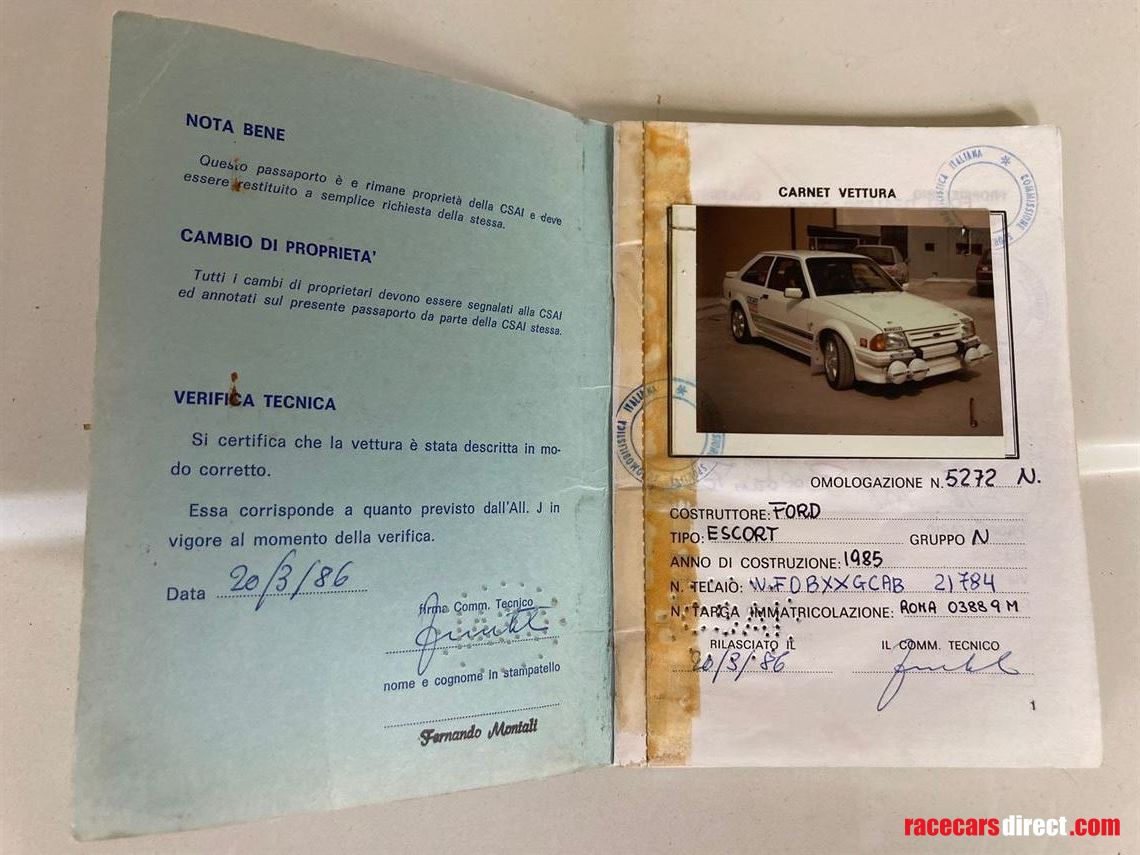 NOTA BENE
Questo passaporto è e rimane proprietà della CSAI e deve
essere restituito a semplice richiesta della stessa.
CAMBIO DI PROPRIETA'
Tutti i cambi di proprietari devono essere segnalati alla CSAI
ed annotati sul presente passaporto da parte della CSAI stessa.
VERIFICA TECNICA
Si certifica che la vettura è stata descritta in mo-
do corretto.
Essa corrisponde a quanto previsto dall'All. J in
vigore al momento della verifica.
Data 20/3/86
firma Comm. Tecnico
nome e cognome in stampatello
Fernando Montali
CARNET VETTURA
OMOLOGAZIONE N. 5272 N.
COSTRUTTORE: FORD
TIPO: ESCORT GRUPPO N
ANNO DI COSTRUZIONE: 1985
N. TELAIO: WFDBXXGCAB 21784
N. TARGA IMMATRICOLAZIONE: ROMA 03889M
RILASCIATO IL IL COMM. TECNICO
20/3/86
1
racecarsdirect.com